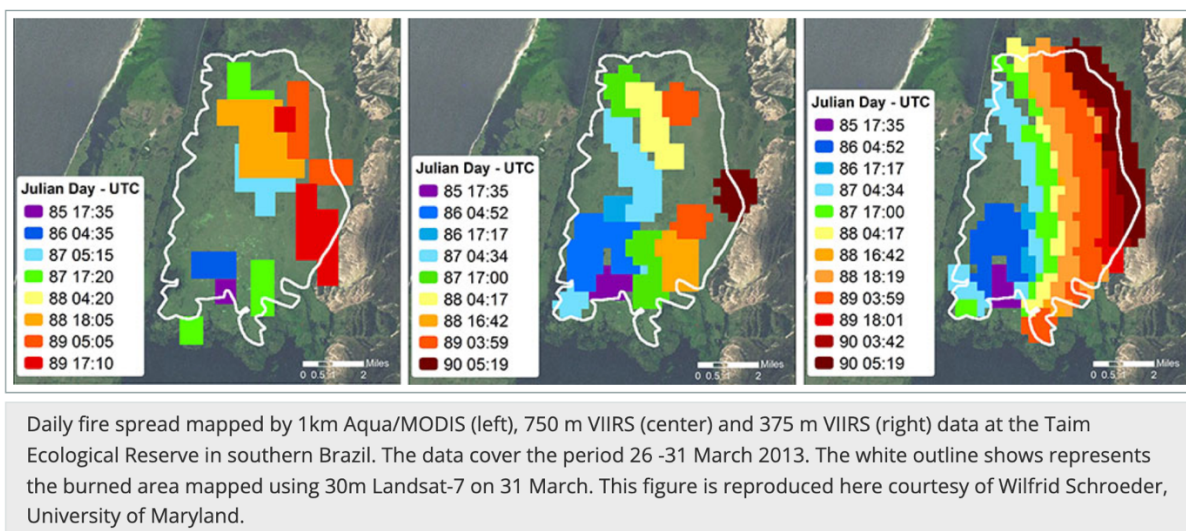 Julian Day - UTC
85 17:35
86 04:35
87 05:15
87 17:20
88 04:20
88 18:05
89 05:05
89 17:10
Miles
0 0.5 1 2
Julian Day - UTC
85 17:35
86 04:52
86 17:17
87 04:34
87 17:00
88 04:17
88 16:42
89 03:59
90 05:19
Miles
0 0.5 1 2
Julian Day - UTC
85 17:35
86 04:52
86 17:17
87 04:34
87 17:00
88 04:17
88 16:42
88 18:19
89 03:59
89 18:01
90 03:42
90 05:19
Miles
0 0.5 1 2
Daily fire spread mapped by 1km Aqua/MODIS (left), 750 m VIIRS (center) and 375 m VIIRS (right) data at the Taim
Ecological Reserve in southern Brazil. The data cover the period 26 -31 March 2013. The white outline shows represents
the burned area mapped using 30m Landsat-7 on 31 March. This figure is reproduced here courtesy of Wilfrid Schroeder,
University of Maryland.